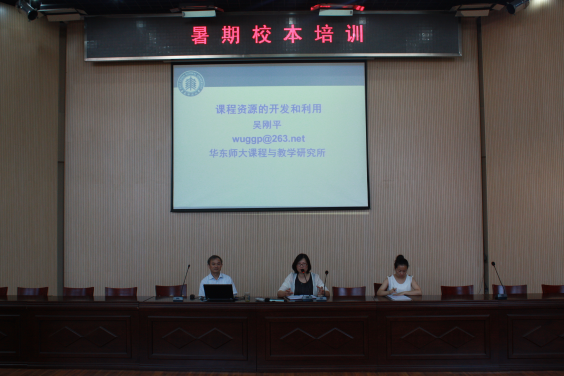 暑期校本培训
课程资源的开发和利用
吴刚平
wuggp@263.net
华东师大课程与教学研究所